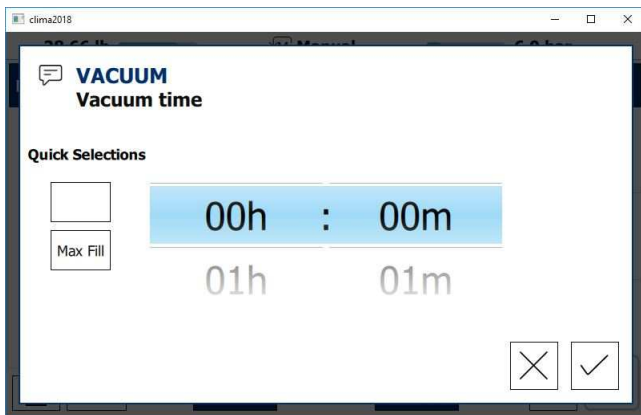 clima2018
VACUUM
Vacuum time
Quick Selections
00h : 00m
Max Fill
01h 01m